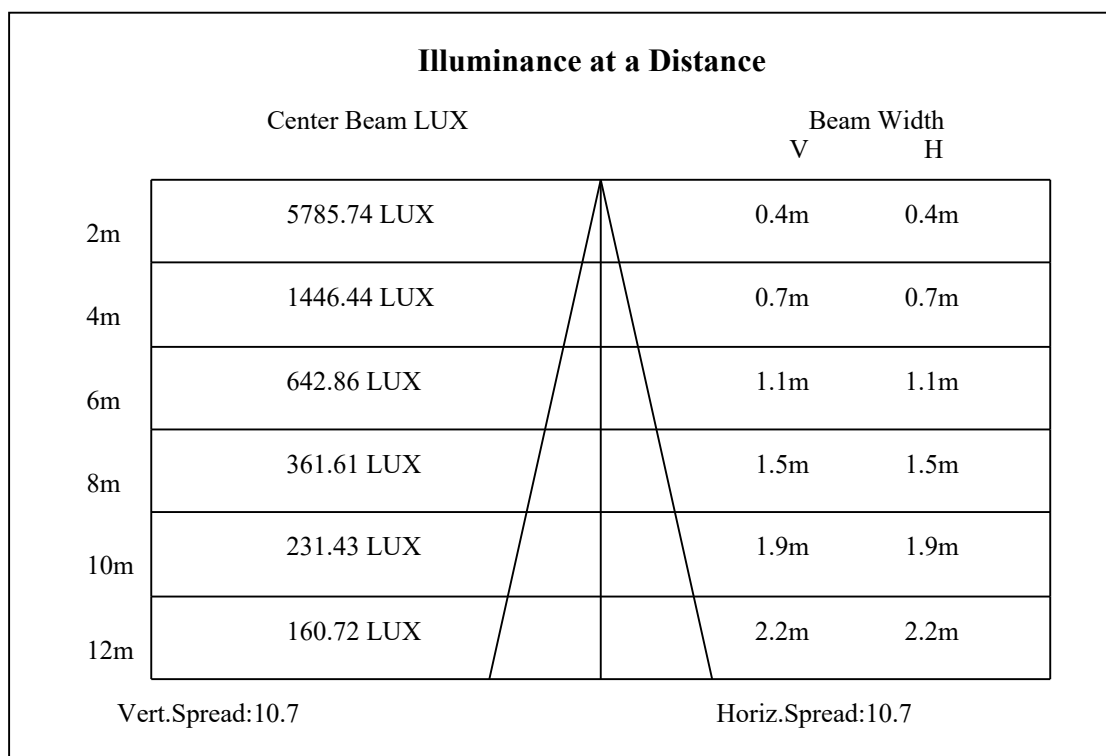 Illuminance at a Distance
Center Beam LUX Beam Width
V H
2m 5785.74 LUX 0.4m 0.4m
4m 1446.44 LUX 0.7m 0.7m
6m 642.86 LUX 1.1m 1.1m
8m 361.61 LUX 1.5m 1.5m
10m 231.43 LUX 1.9m 1.9m
12m 160.72 LUX 2.2m 2.2m
Vert.Spread:10.7 Horiz.Spread:10.7